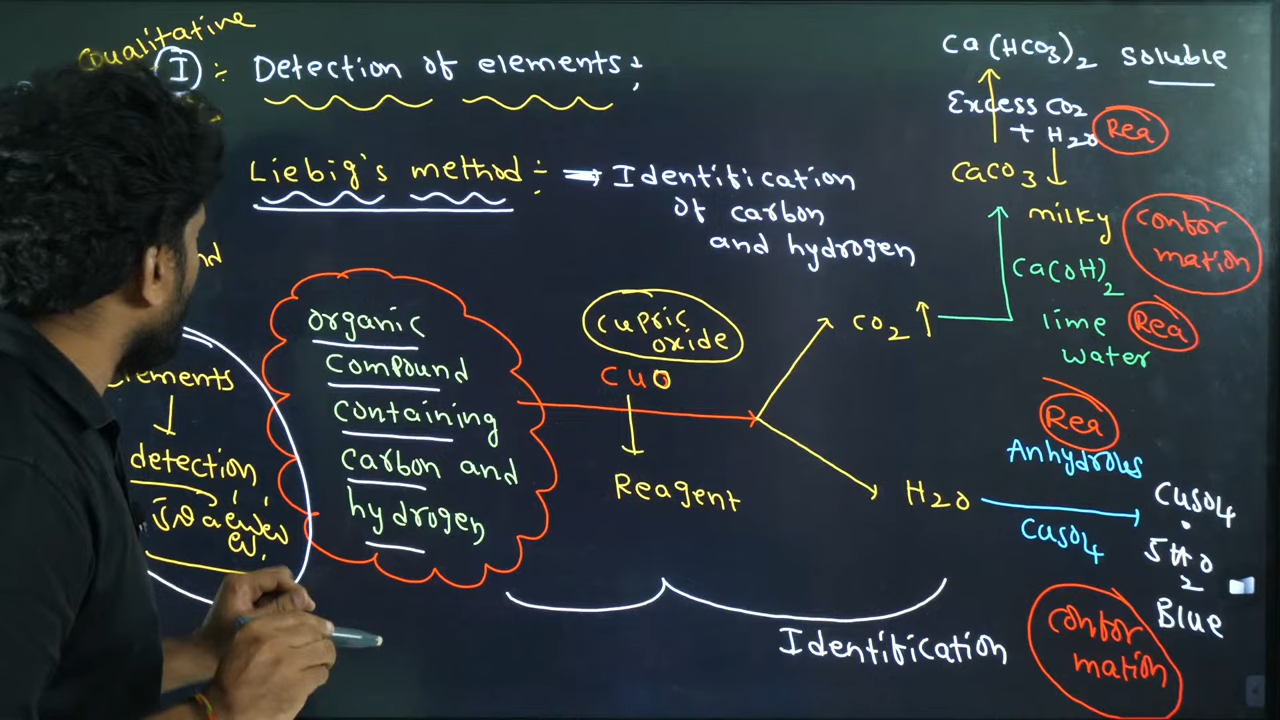 Qualitative
I :- Detection of elements :
Liebig's method :- → Identification
of carbon
and hydrogen
elements
↓
detection
organic
compound
containing
carbon and
hydrogen
cupric
oxide
CuO
↓
Reagent
CO2 ↑
H2O
Ca(HCO3)2 soluble
Excess CO2
+ H2O Rea
CaCO3 ↓
milky
confor
mation
Ca(OH)2
lime Rea
water
Rea
Anhydrous
CuSO4
CuSO4
.
5H2O
Blue
confor
mation
Identification